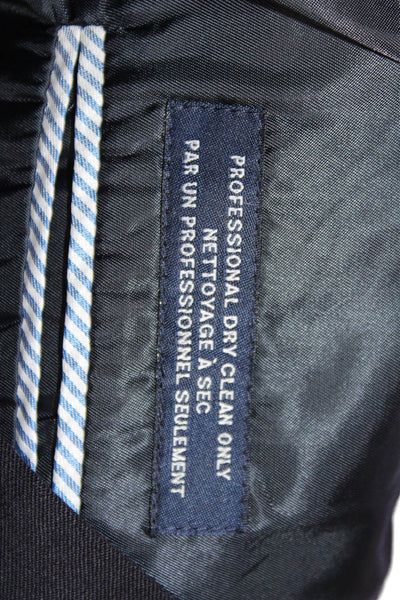 PROFESSIONAL DRY CLEAN ONLY
NETTOYAGE À SEC
PAR UN PROFESSIONNEL SEULEMENT